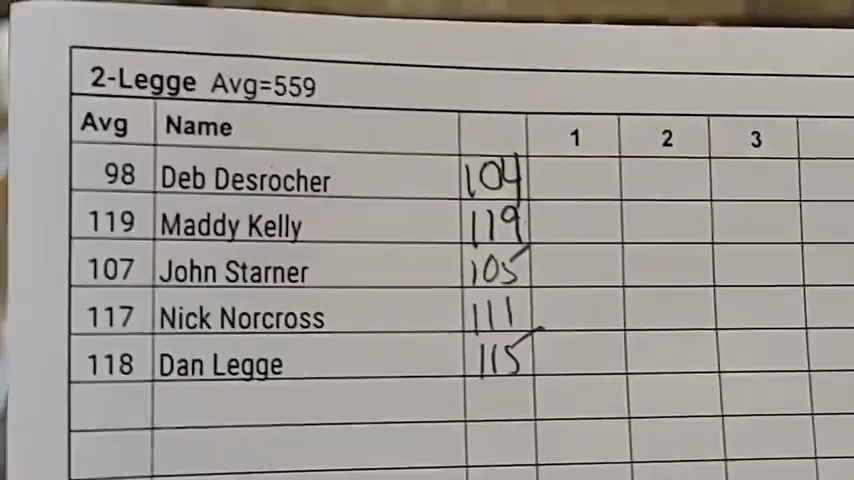 2-Legge Avg=559
Avg Name 1 2 3
98 Deb Desrocher 104
119 Maddy Kelly 119
107 John Starner 105
117 Nick Norcross 111
118 Dan Legge 115